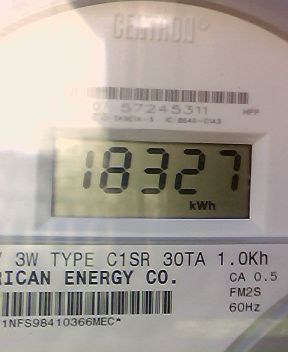 CENTRON®
57245311
18327
kWh
3W TYPE C1SR 30TA 1.0Kh
RICAN ENERGY CO.
CA 0.5
FM2S
60Hz
1NFS98410366MEC*